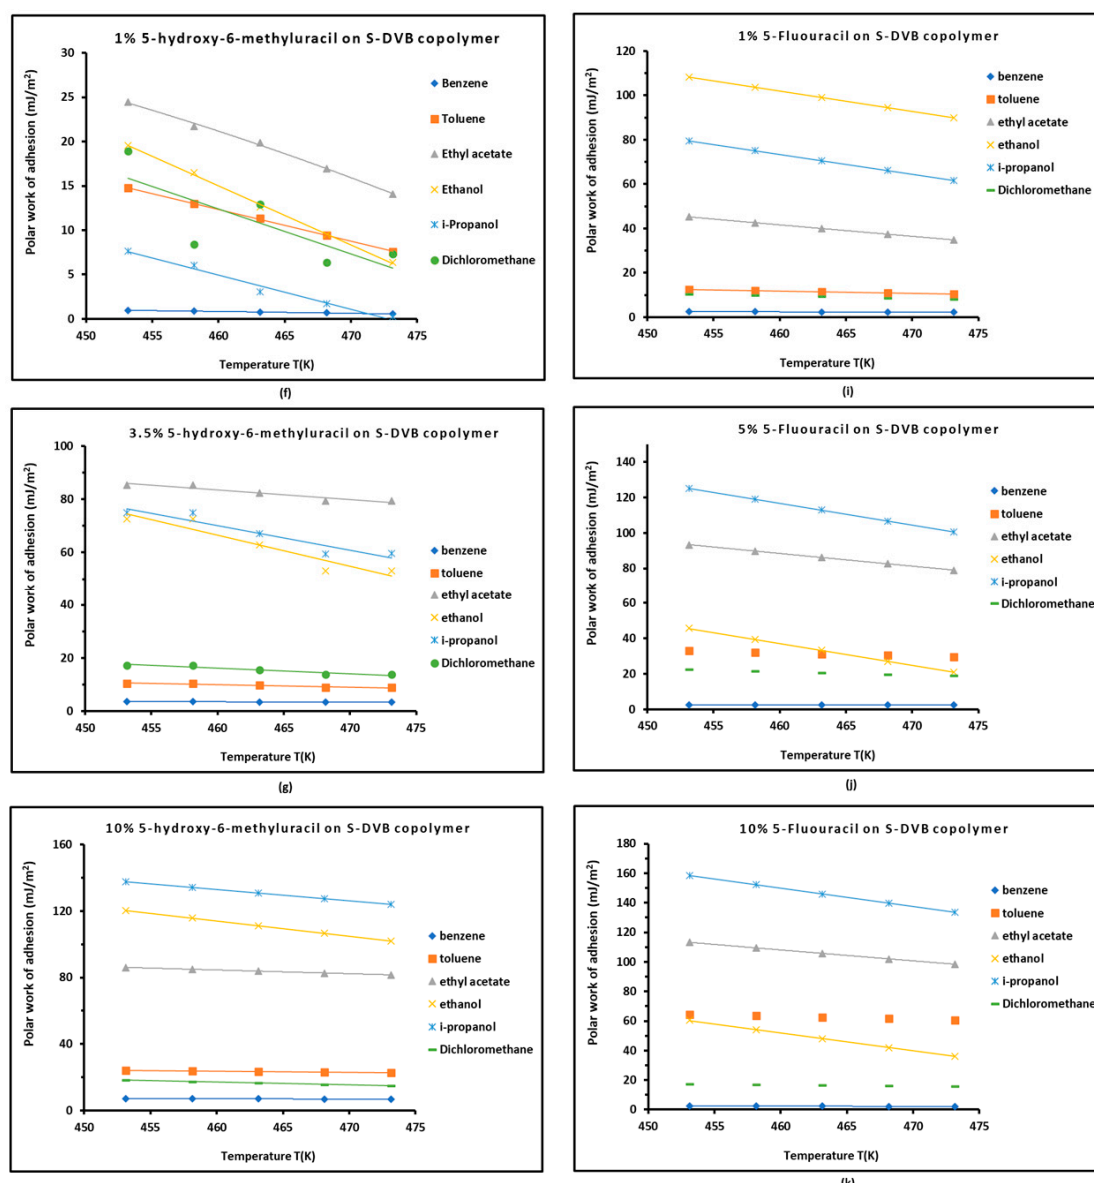 1% 5-hydroxy-6-methyluracil on S-DVB copolymer
Polar work of adhesion (mJ/m²)
30
25
20
15
10
5
0
450 455 460 465 470 475
Temperature T(K)
Benzene
Toluene
Ethyl acetate
Ethanol
i-Propanol
Dichloromethane
(f)
1% 5-Fluouracil on S-DVB copolymer
Polar work of adhesion (mJ/m²)
120
100
80
60
40
20
0
450 455 460 465 470 475
Temperature T(K)
benzene
toluene
ethyl acetate
ethanol
i-propanol
Dichloromethane
(i)
3.5% 5-hydroxy-6-methyluracil on S-DVB copolymer
Polar work of adhesion (mJ/m²)
100
80
60
40
20
0
450 455 460 465 470 475
Temperature T(K)
benzene
toluene
ethyl acetate
ethanol
i-propanol
Dichloromethane
(g)
5% 5-Fluouracil on S-DVB copolymer
Polar work of adhesion (mJ/m²)
140
120
100
80
60
40
20
0
450 455 460 465 470 475
Temperature T(K)
benzene
toluene
ethyl acetate
ethanol
i-propanol
Dichloromethane
(j)
10% 5-hydroxy-6-methyluracil on S-DVB copolymer
Polar work of adhesion (mJ/m²)
160
120
80
40
0
450 455 460 465 470 475
Temperature T(K)
benzene
toluene
ethyl acetate
ethanol
i-propanol
Dichloromethane
10% 5-Fluouracil on S-DVB copolymer
Polar work of adhesion (mJ/m²)
180
160
140
120
100
80
60
40
20
0
450 455 460 465 470 475
Temperature T(K)
benzene
toluene
ethyl acetate
ethanol
i-propanol
Dichloromethane
(k)